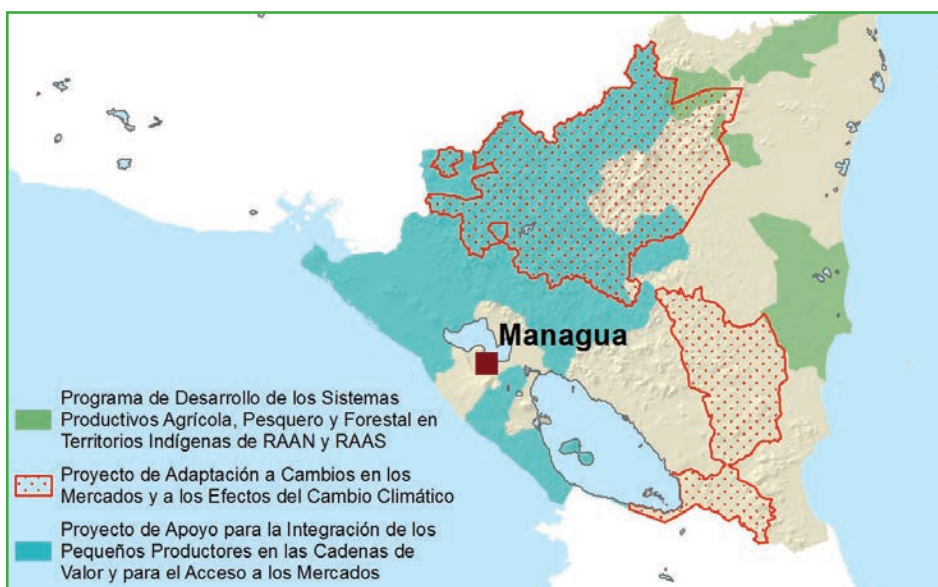 Managua
Programa de Desarrollo de los Sistemas
Productivos Agrícola, Pesquero y Forestal en
Territorios Indígenas de RAAN y RAAS
Proyecto de Adaptación a Cambios en los
Mercados y a los Efectos del Cambio Climático
Proyecto de Apoyo para la Integración de los
Pequeños Productores en las Cadenas de
Valor y para el Acceso a los Mercados